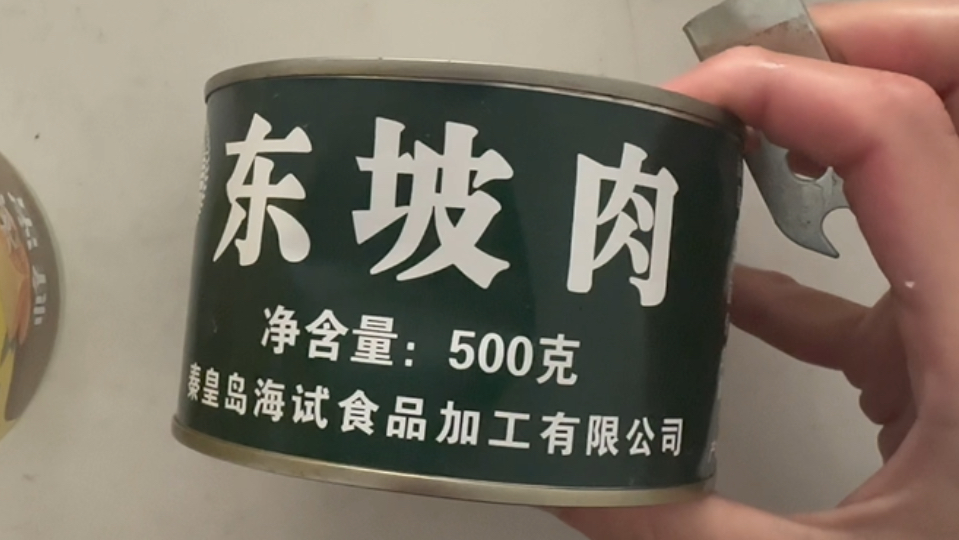 东坡肉
净含量：500克
秦皇岛海试食品加工有限公司